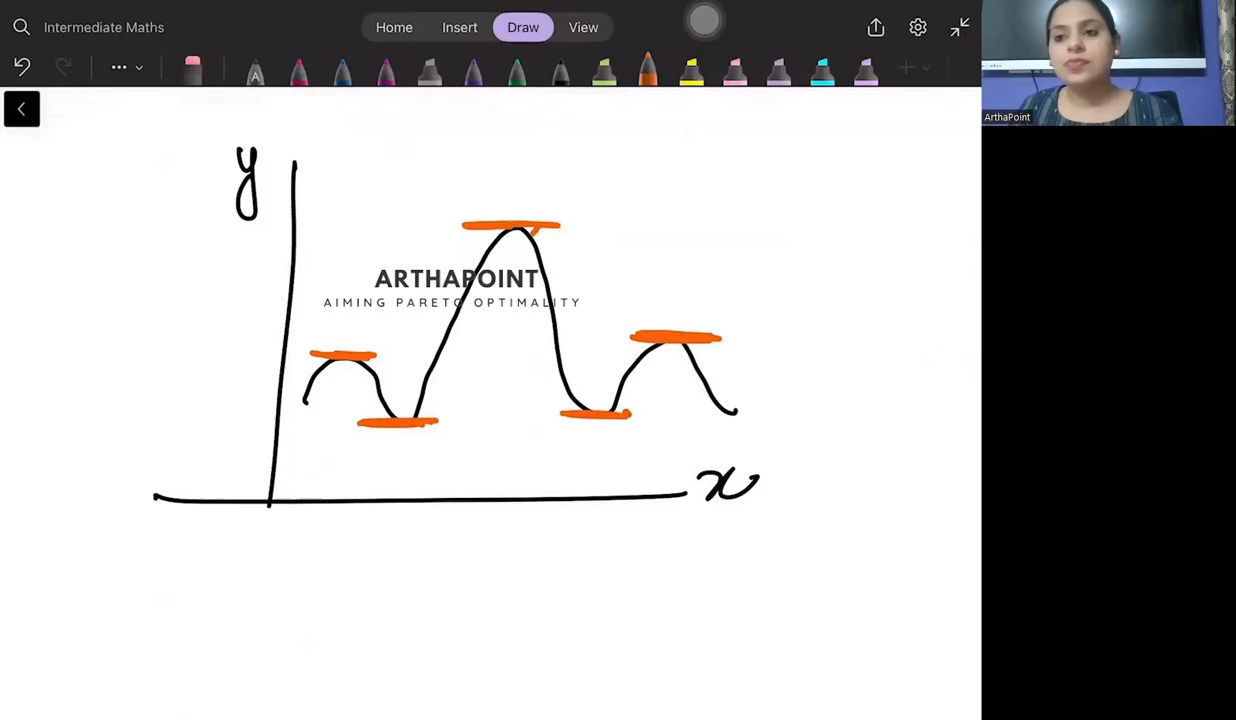 Intermediate Maths
Home Insert Draw View
A
ArthaPoint
y
ARTHAPOINT
AIMING PARETO OPTIMALITY
x